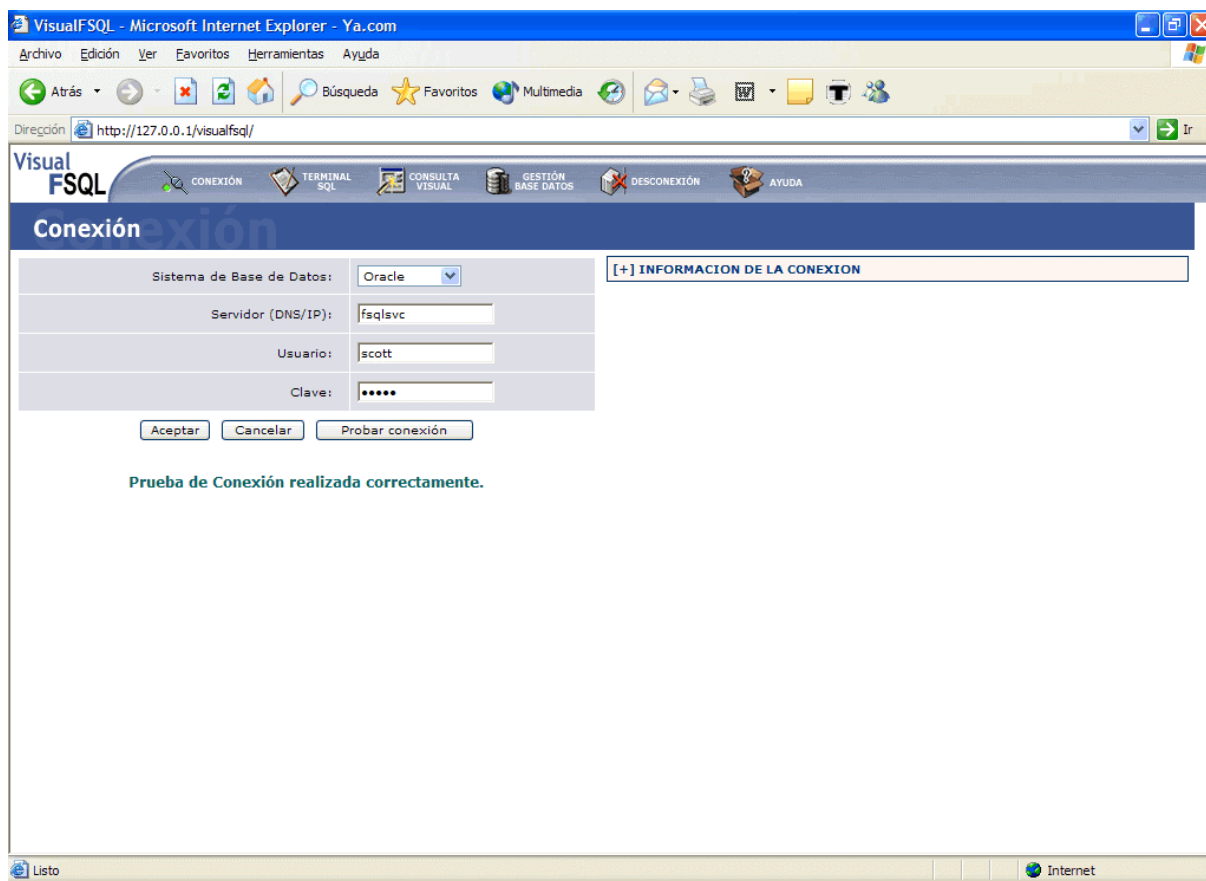 VisualFSQL - Microsoft Internet Explorer - Ya.com
Archivo Edición Ver Favoritos Herramientas Ayuda
Atrás Búsqueda Favoritos Multimedia
Dirección http://127.0.0.1/visualfsql/ Ir
Visual FSQL
CONEXIÓN TERMINAL SQL CONSULTA VISUAL GESTIÓN BASE DATOS DESCONEXIÓN AYUDA
Conexión
Sistema de Base de Datos: Oracle
[+] INFORMACION DE LA CONEXION
Servidor (DNS/IP): fsqlsvc
Usuario: scott
Clave: •••••
Aceptar Cancelar Probar conexión
Prueba de Conexión realizada correctamente.
Listo Internet